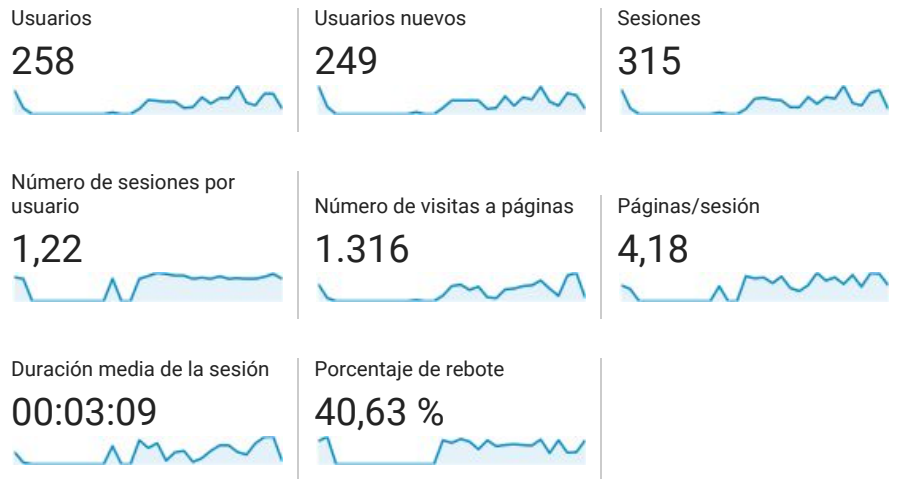 Usuarios
258
Usuarios nuevos
249
Sesiones
315
Número de sesiones por
usuario
1,22
Número de visitas a páginas
1.316
Páginas/sesión
4,18
Duración media de la sesión
00:03:09
Porcentaje de rebote
40,63 %